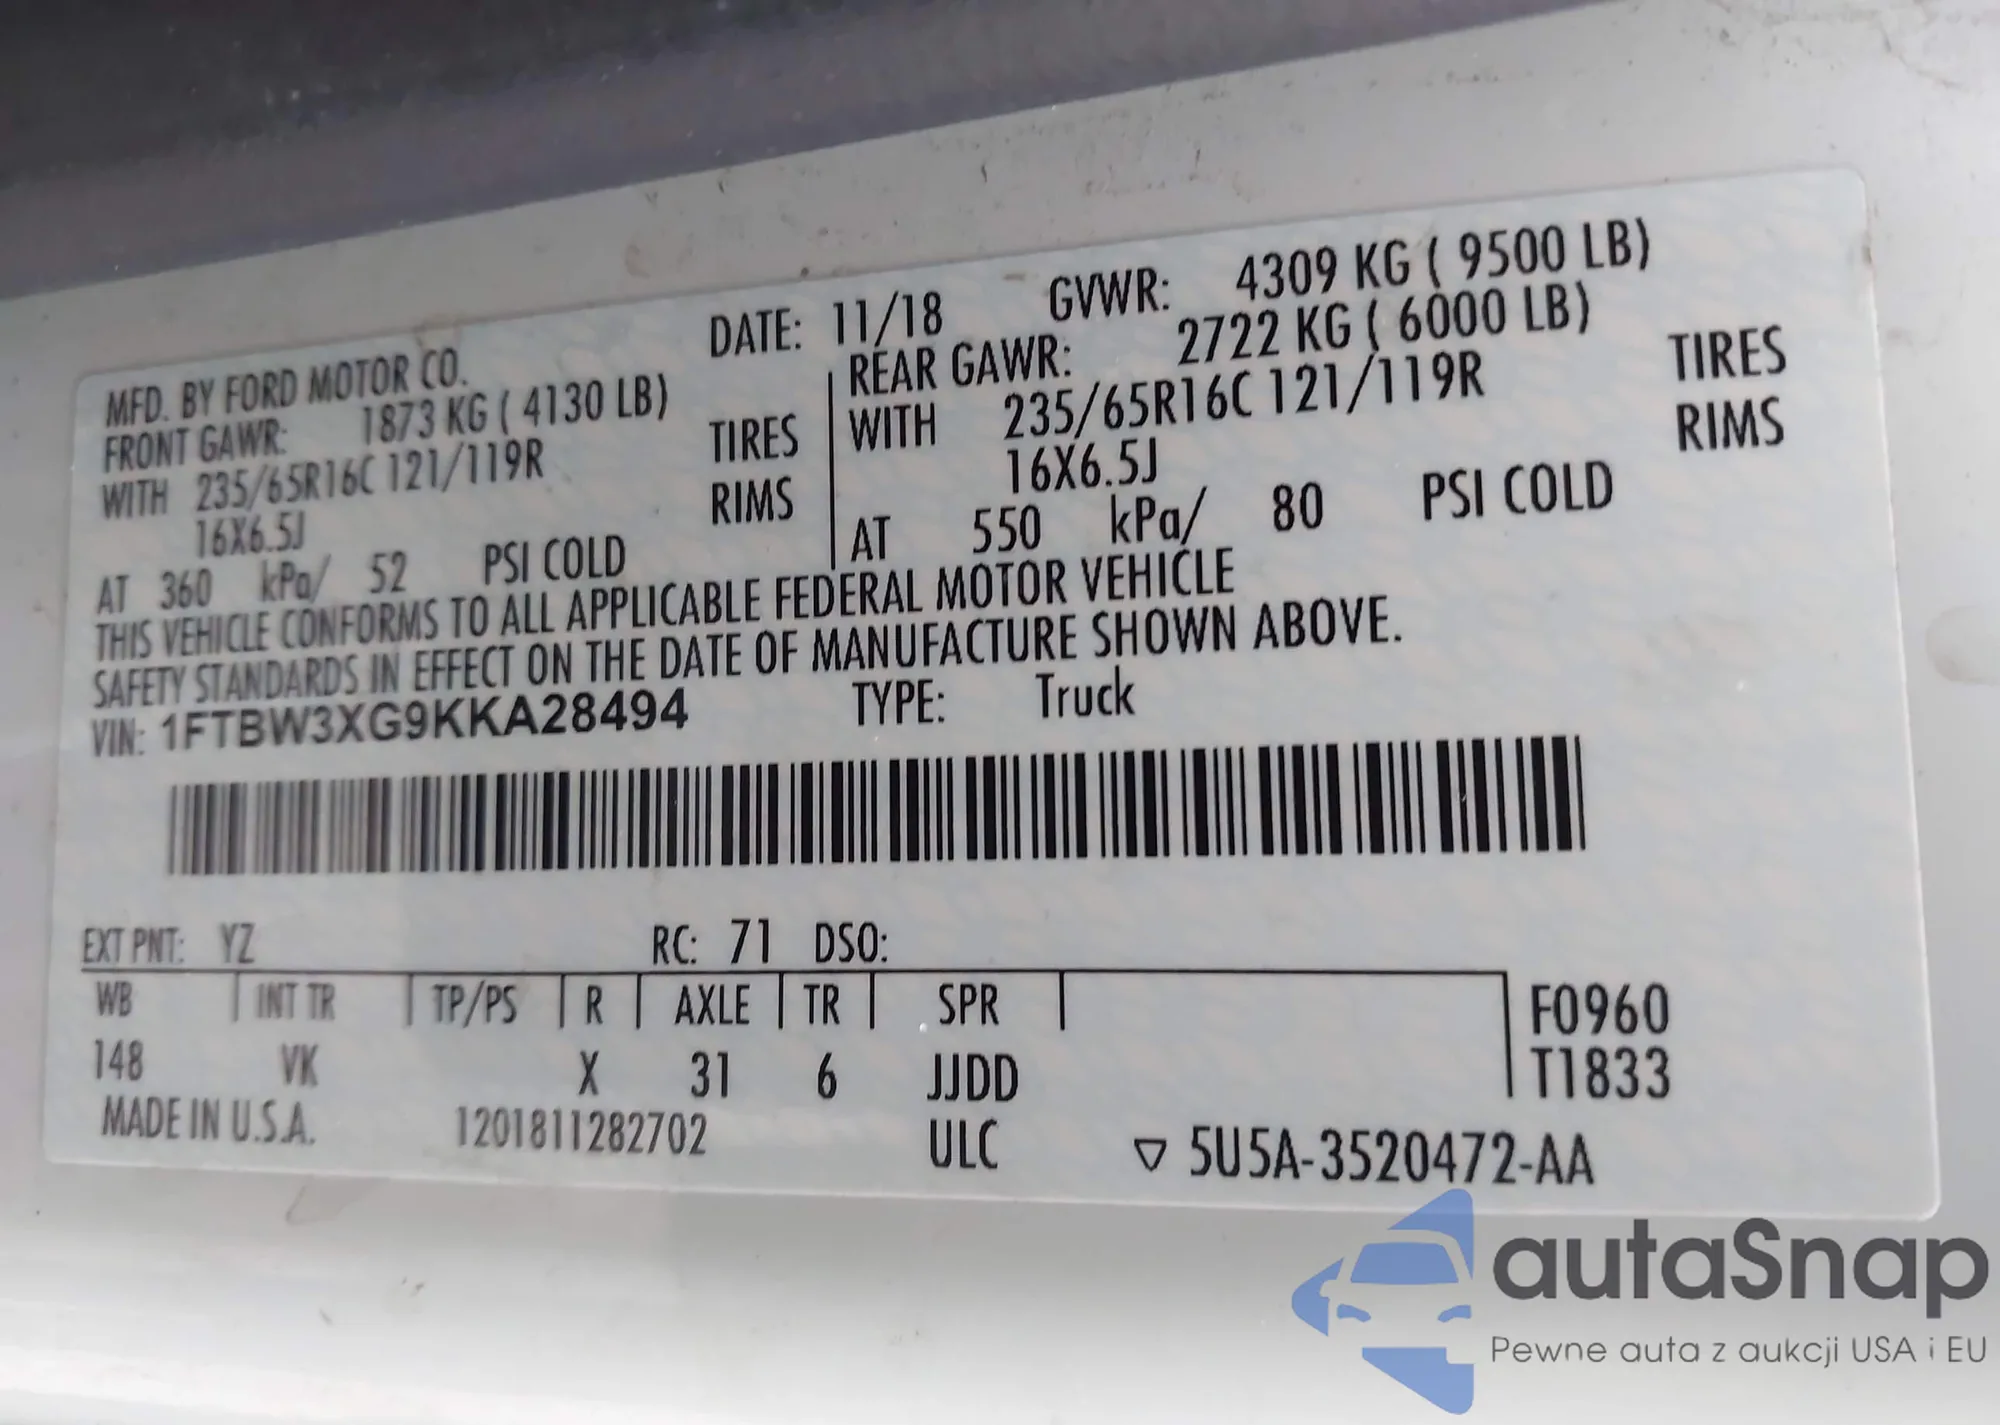 DATE: 11/18 GVWR: 4309 KG ( 9500 LB)
MFD. BY FORD MOTOR CO.
FRONT GAWR: 1873 KG ( 4130 LB)
WITH 235/65R16C 121/119R TIRES
16X6.5J RIMS
AT 360 kPa/ 52 PSI COLD
REAR GAWR: 2722 KG ( 6000 LB)
WITH 235/65R16C 121/119R TIRES
16X6.5J RIMS
AT 550 kPa/ 80 PSI COLD
THIS VEHICLE CONFORMS TO ALL APPLICABLE FEDERAL MOTOR VEHICLE
SAFETY STANDARDS IN EFFECT ON THE DATE OF MANUFACTURE SHOWN ABOVE.
VIN: 1FTBW3XG9KKA28494 TYPE: Truck
EXT PNT: YZ RC: 71 DSO:
WB INT TR TP/PS R AXLE TR SPR F0960
148 VK X 31 6 JJDD T1833
MADE IN U.S.A. 1201811282702 ULC ▽ 5U5A-3520472-AA
autaSnap
Pewne auta z aukcji USA i EU